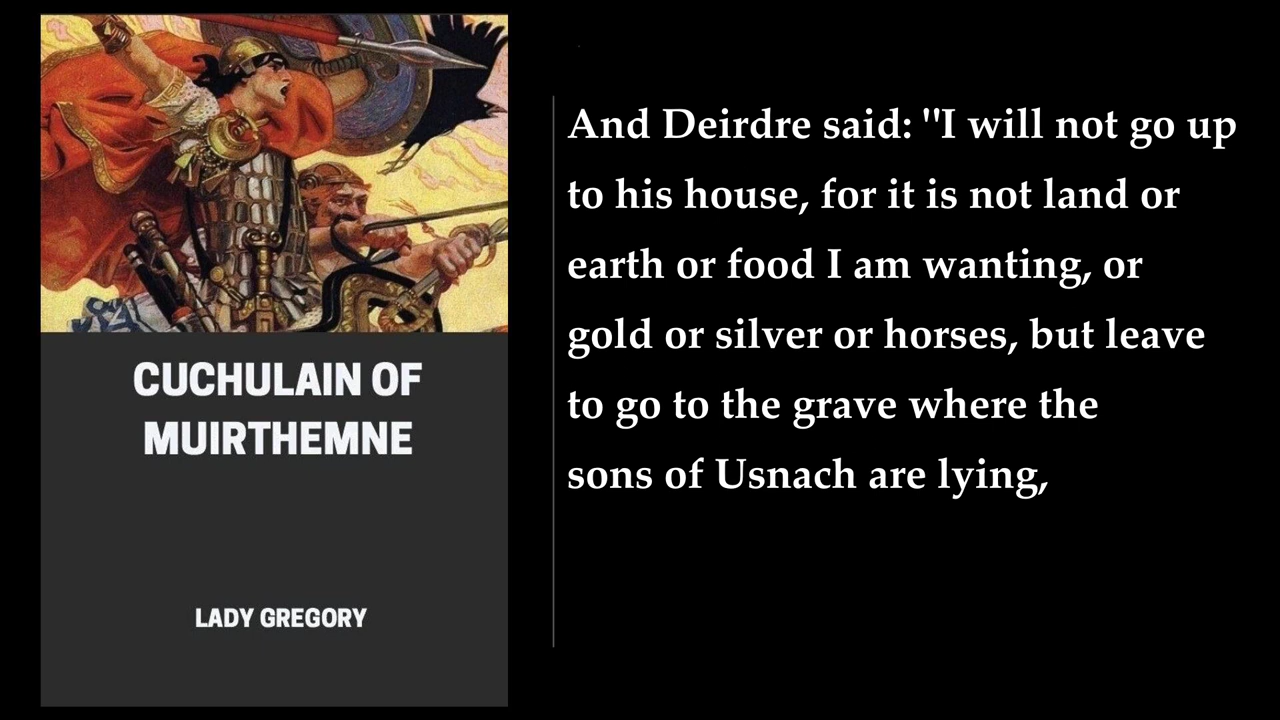 CUCHULAIN OF
MUIRTHEMNE
LADY GREGORY
And Deirdre said: "I will not go up
to his house, for it is not land or
earth or food I am wanting, or
gold or silver or horses, but leave
to go to the grave where the
sons of Usnach are lying,